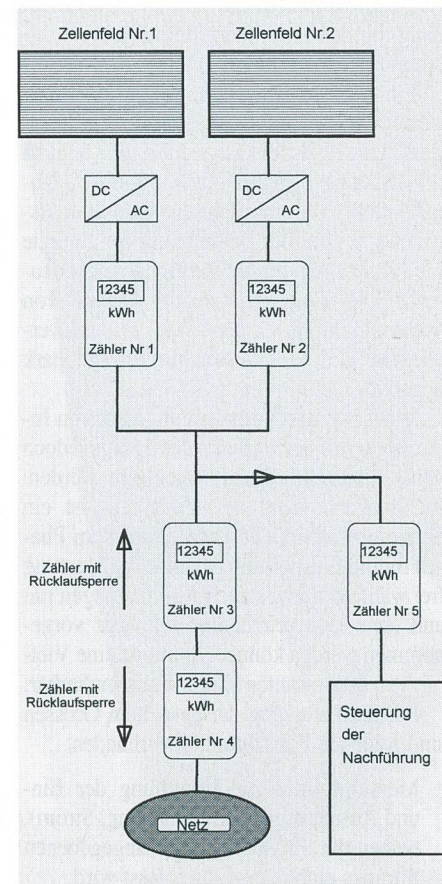 Zellenfeld Nr.1
Zellenfeld Nr.2
DC
AC
DC
AC
12345
kWh
Zähler Nr 1
12345
kWh
Zähler Nr 2
Zähler mit
Rücklaufsperre
12345
kWh
Zähler Nr 3
12345
kWh
Zähler Nr 5
Zähler mit
Rücklaufsperre
12345
kWh
Zähler Nr 4
Steuerung
der
Nachführung
Netz